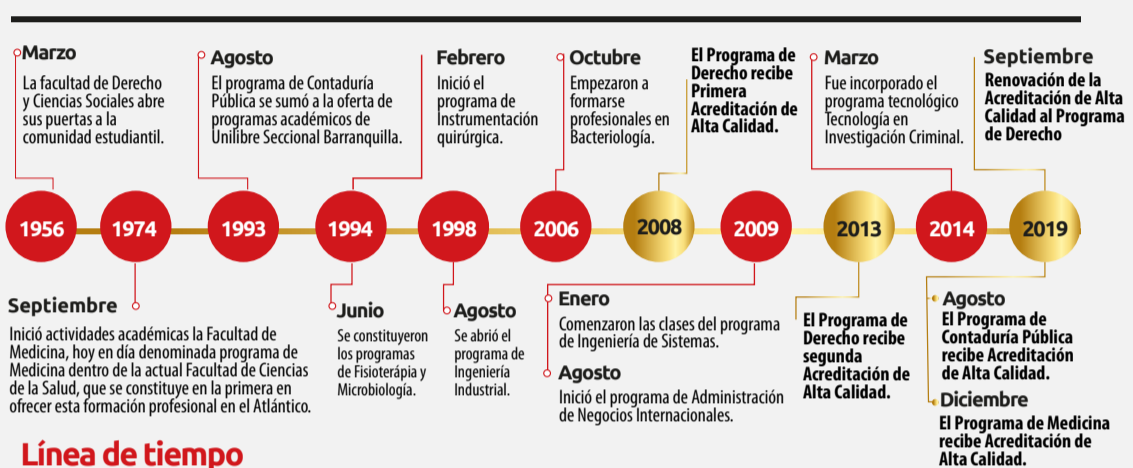 Marzo
La facultad de Derecho
y Ciencias Sociales abre
sus puertas a la
comunidad estudiantil.
Agosto
El programa de Contaduría
Pública se sumó a la oferta de
programas académicos de
Unilibre Seccional Barranquilla.
Febrero
Inició el
programa de
Instrumentación
quirúrgica.
Octubre
Empezaron a
formarse
profesionales en
Bacteriología.
El Programa de
Derecho recibe
Primera
Acreditación de
Alta Calidad.
Marzo
Fue incorporado el
programa tecnológico
Tecnología en
Investigación Criminal.
Septiembre
Renovación de la
Acreditación de Alta
Calidad al Programa
de Derecho
1956 1974 1993 1994 1998 2006 2008 2009 2013 2014 2019
Septiembre
Inició actividades académicas la Facultad de
Medicina, hoy en día denominada programa de
Medicina dentro de la actual Facultad de Ciencias
de la Salud, que se constituye en la primera en
ofrecer esta formación profesional en el Atlántico.
Junio
Se constituyeron
los programas
de Fisioterápia y
Microbiología.
Agosto
Se abrió el
programa de
Ingeniería
Industrial.
Enero
Comenzaron las clases del programa
de Ingeniería de Sistemas.
Agosto
Inició el programa de Administración
de Negocios Internacionales.
El Programa de
Derecho recibe
segunda
Acreditación de
Alta Calidad.
Agosto
El Programa de
Contaduría Pública
recibe Acreditación
de Alta Calidad.
Diciembre
El Programa de Medicina
recibe Acreditación de
Alta Calidad.
Línea de tiempo